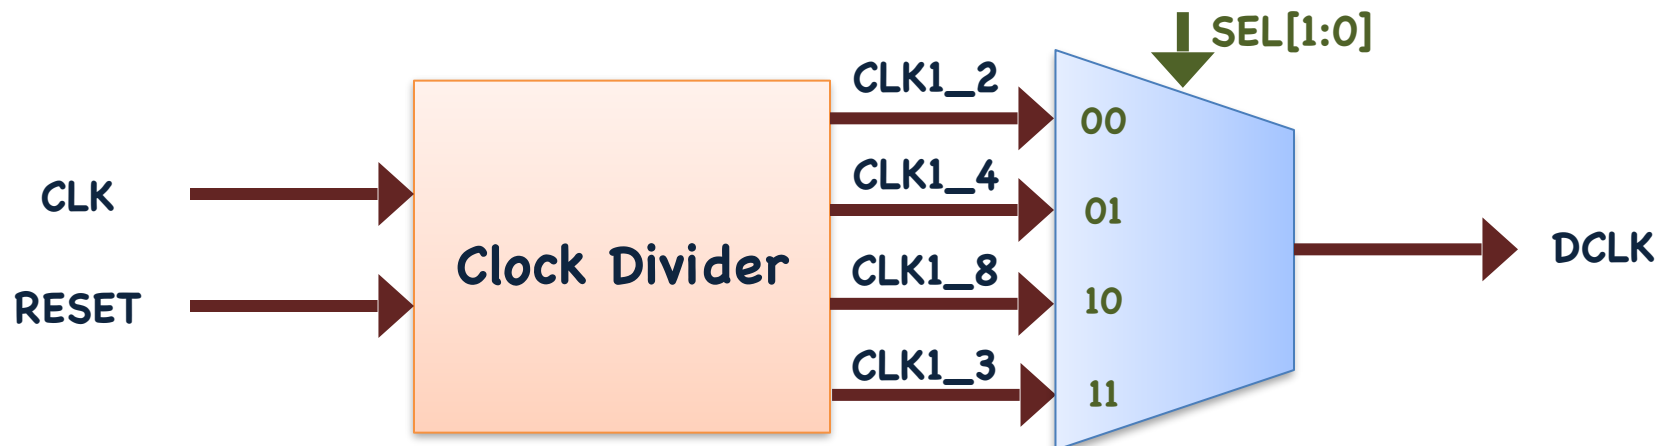 SEL[1:0]
CLK1_2
00
CLK
CLK1_4
01
Clock Divider
DCLK
RESET
CLK1_8
10
CLK1_3
11